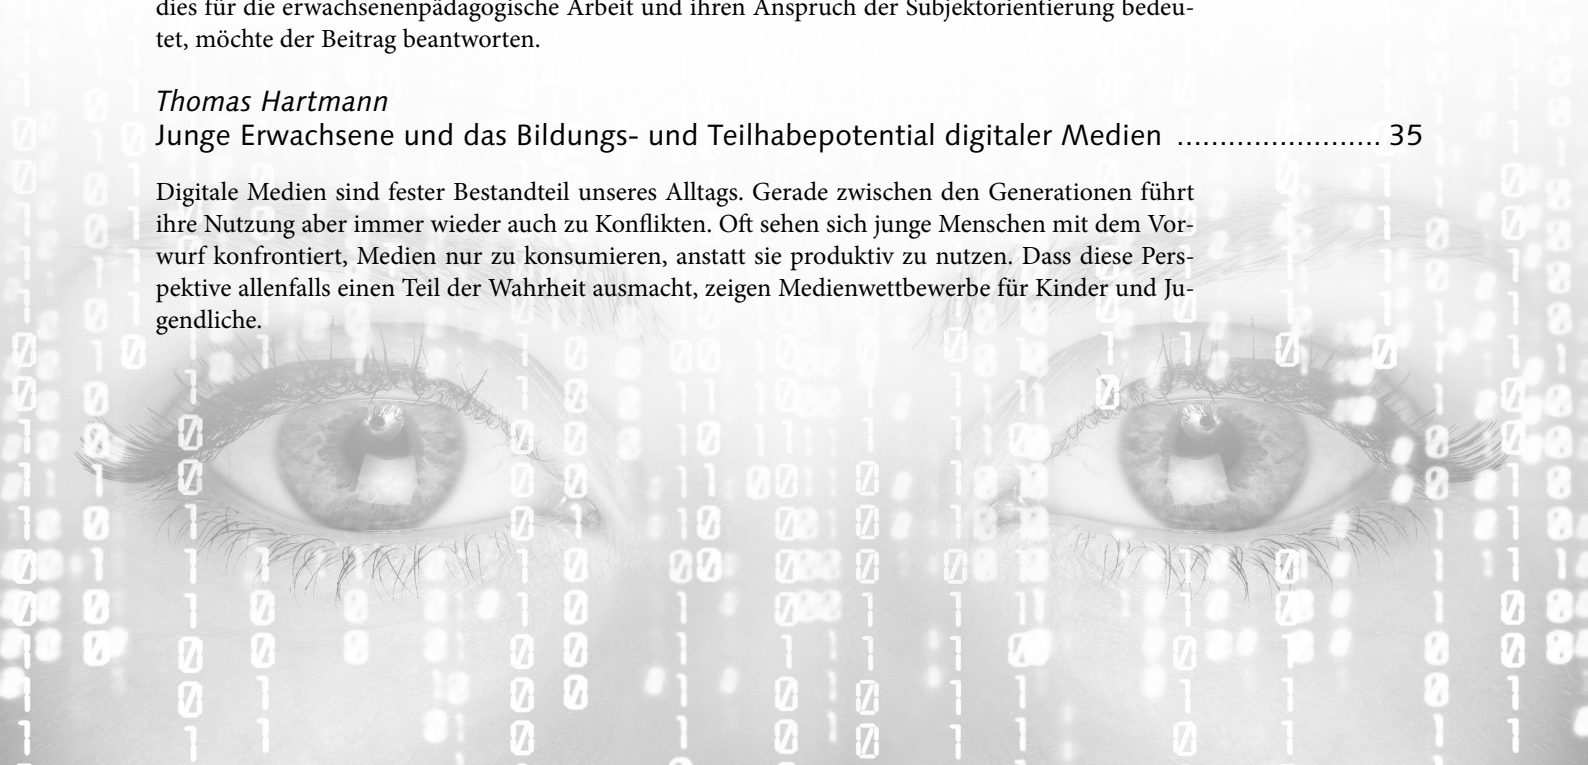 dies für die erwachsenenpädagogische Arbeit und ihren Anspruch der Subjektorientierung bedeu-
tet, möchte der Beitrag beantworten.
Thomas Hartmann
Junge Erwachsene und das Bildungs- und Teilhabepotential digitaler Medien ........................ 35
Digitale Medien sind fester Bestandteil unseres Alltags. Gerade zwischen den Generationen führt
ihre Nutzung aber immer wieder auch zu Konflikten. Oft sehen sich junge Menschen mit dem Vor-
wurf konfrontiert, Medien nur zu konsumieren, anstatt sie produktiv zu nutzen. Dass diese Pers-
pektive allenfalls einen Teil der Wahrheit ausmacht, zeigen Medienwettbewerbe für Kinder und Ju-
gendliche.